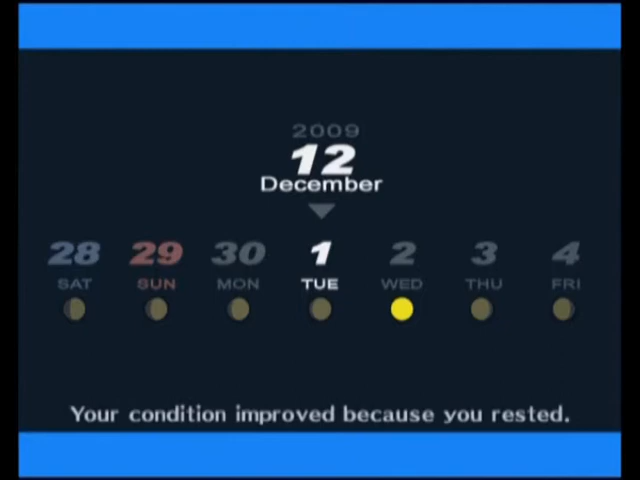 2009
12
December
28 29 30 1 2 3 4
SAT SUN MON TUE WED THU FRI
Your condition improved because you rested.